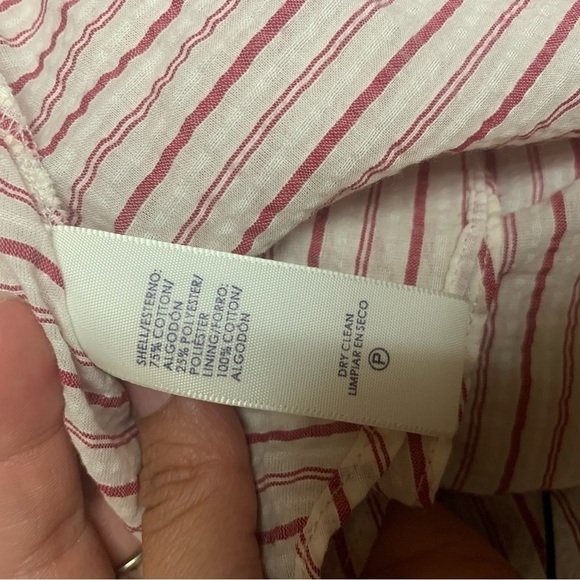 SHELL/ESTERNO:
75% COTTON/
ALGODÓN
25% POLYESTER/
POLIÉSTER
LINING/FORRO:
100% COTTON/
ALGODÓN
DRY CLEAN
LIMPIAR EN SECO
P